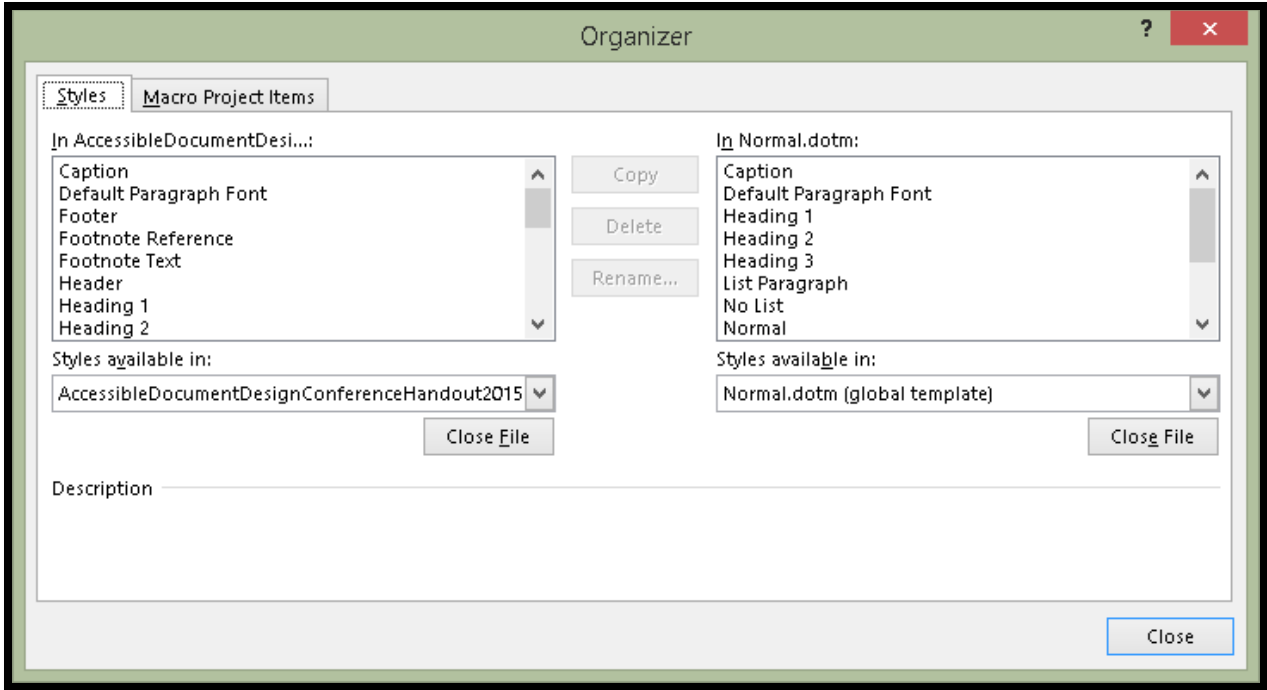 Organizer
?
Styles
Macro Project Items
In AccessibleDocumentDesi...:
Caption
Default Paragraph Font
Footer
Footnote Reference
Footnote Text
Header
Heading 1
Heading 2
Copy
Delete
Rename...
In Normal.dotm:
Caption
Default Paragraph Font
Heading 1
Heading 2
Heading 3
List Paragraph
No List
Normal
Styles available in:
AccessibleDocumentDesignConferenceHandout2015
Close File
Styles available in:
Normal.dotm (global template)
Close File
Description
Close